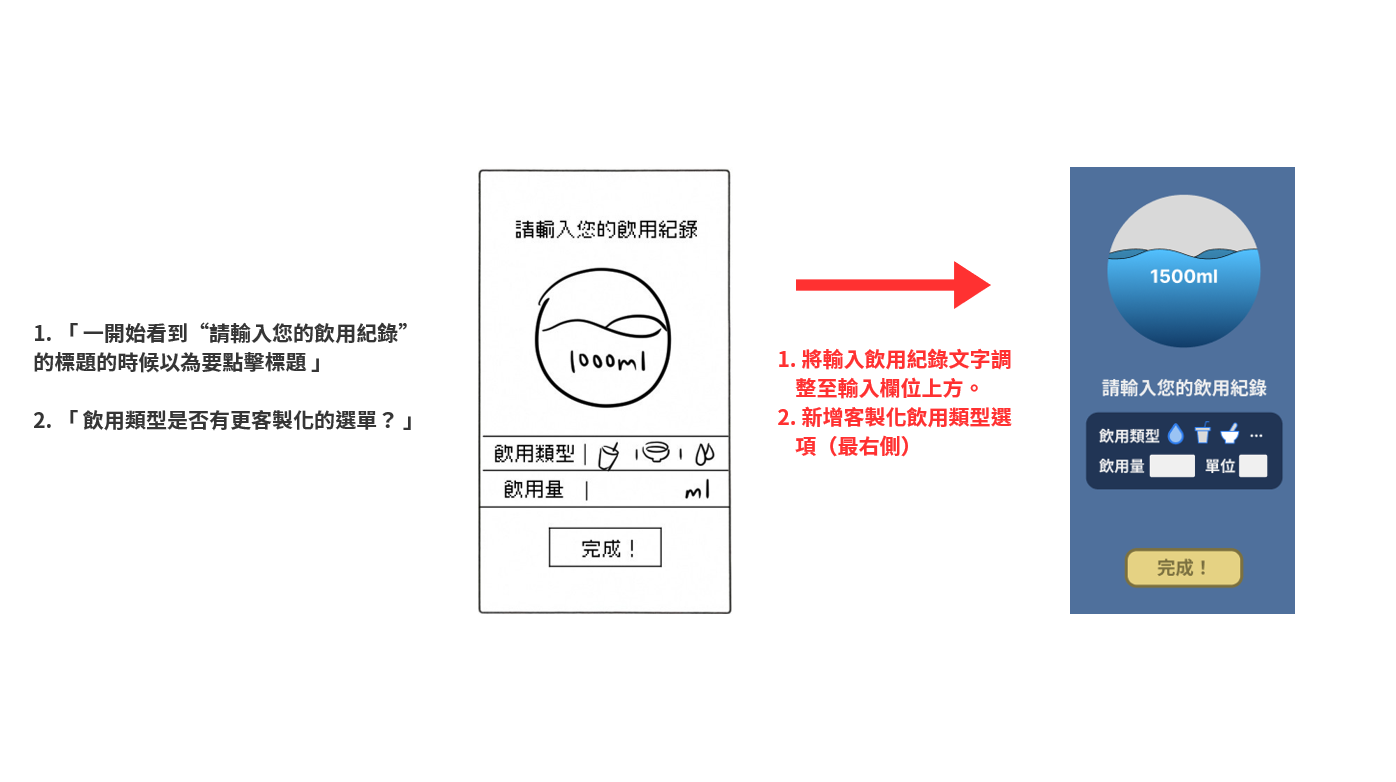 1. 「 一開始看到“請輸入您的飲用紀錄”
的標題的時候以為要點擊標題 」
2. 「 飲用類型是否有更客製化的選單？ 」
請輸入您的飲用紀錄
1000ml
飲用類型
飲用量
ml
完成！
1. 將輸入飲用紀錄文字調
整至輸入欄位上方。
2. 新增客製化飲用類型選
項（最右側）
1500ml
請輸入您的飲用紀錄
飲用類型 ...
飲用量 單位
完成！